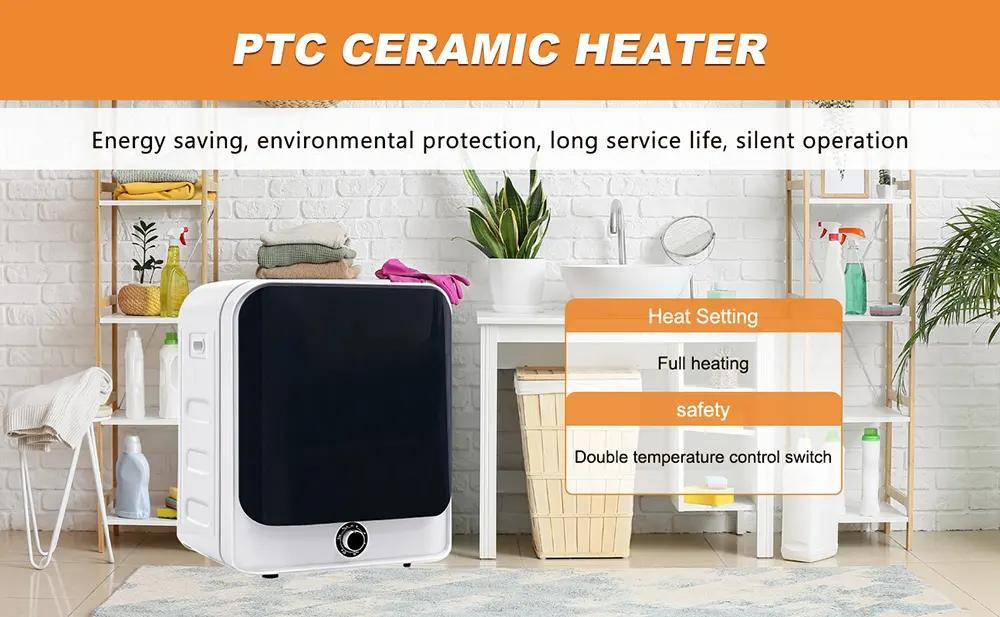 PTC CERAMIC HEATER
Energy saving, environmental protection, long service life, silent operation
Heat Setting
Full heating
safety
Double temperature control switch